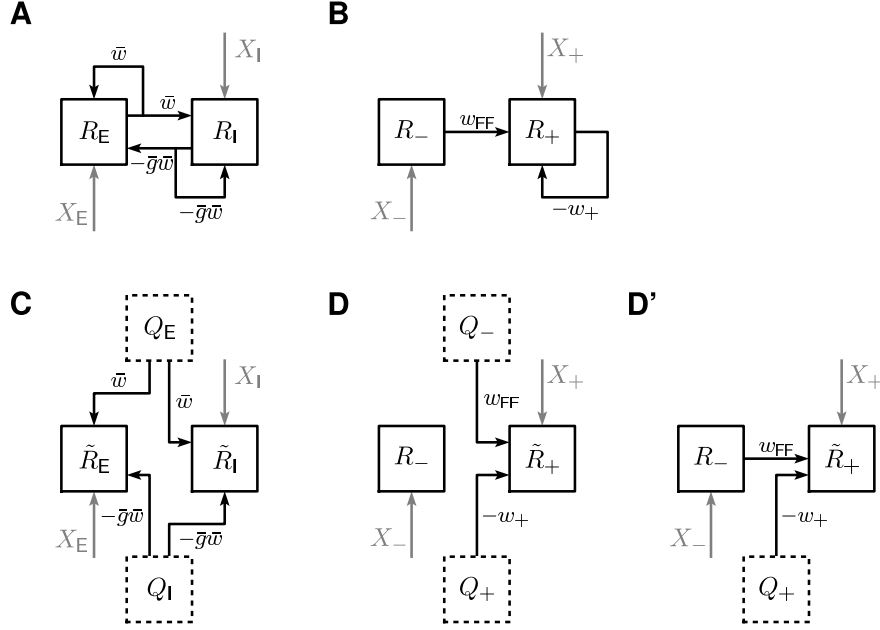 A
B
w̄
X_I
X_+
w̄
w_FF
R_E
R_I
R_−
R_+
−ḡw̄
X_E
−ḡw̄
X_−
−w_+
C
D
D’
Q_E
Q_−
w̄
X_I
X_+
X_+
w̄
w_FF
w_FF
R̃_E
R̃_I
R_−
R̃_+
R_−
R̃_+
−ḡw̄
−w_+
−w_+
X_E
−ḡw̄
X_−
X_−
Q_I
Q_+
Q_+